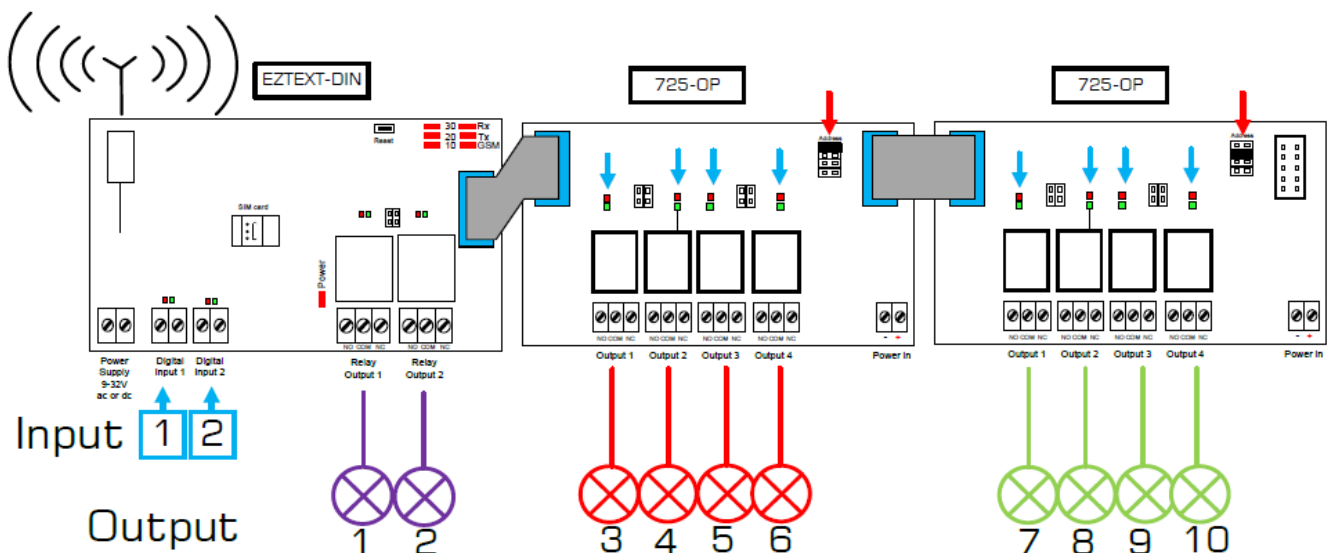 EZTEXT-DIN
725-OP
725-OP
Reset
30 Rx
20 Tx
10 GSM
Address
Address
SIM card
Power
NO COM NC
NO COM NC
NO COM NC
NO COM NC
NO COM NC
NO COM NC
NO COM NC
NO COM NC
NO COM NC
NO COM NC
- +
- +
Power
Supply
9-32V
ac or dc
Digital
Input 1
Digital
Input 2
Relay
Output 1
Relay
Output 2
Output 1
Output 2
Output 3
Output 4
Power In
Output 1
Output 2
Output 3
Output 4
Power In
Input 1 2
Output 1 2 3 4 5 6 7 8 9 10